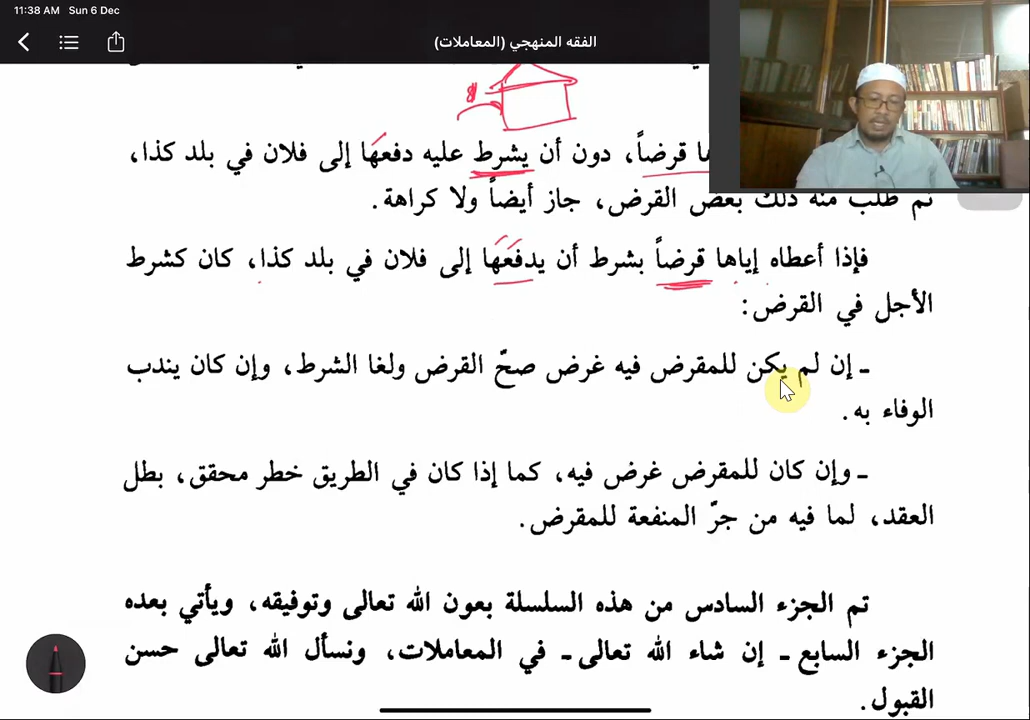 11:38 AM Sun 6 Dec
الفقه المنهجي (المعاملات)
قرضاً، دون أن يشرط عليه دفعها إلى فلان في بلد كذا،
ثم طلب منه ذلك بعض القرض، جاز أيضاً ولا كراهة.
فإذا أعطاه إياها قرضاً بشرط أن يدفعها إلى فلان في بلد كذا، كان كشرط
الأجل في القرض:
ـ إن لم يكن للمقرض فيه غرض صحّ القرض ولغا الشرط، وإن كان يندب
الوفاء به.
ـ وإن كان للمقرض غرض فيه، كما إذا كان في الطريق خطر محقق، بطل
العقد، لما فيه من جرّ المنفعة للمقرض.
تم الجزء السادس من هذه السلسلة بعون الله تعالى وتوفيقه، ويأتي بعده
الجزء السابع ـ إن شاء الله تعالى ـ في المعاملات، ونسأل الله تعالى حسن
القبول.